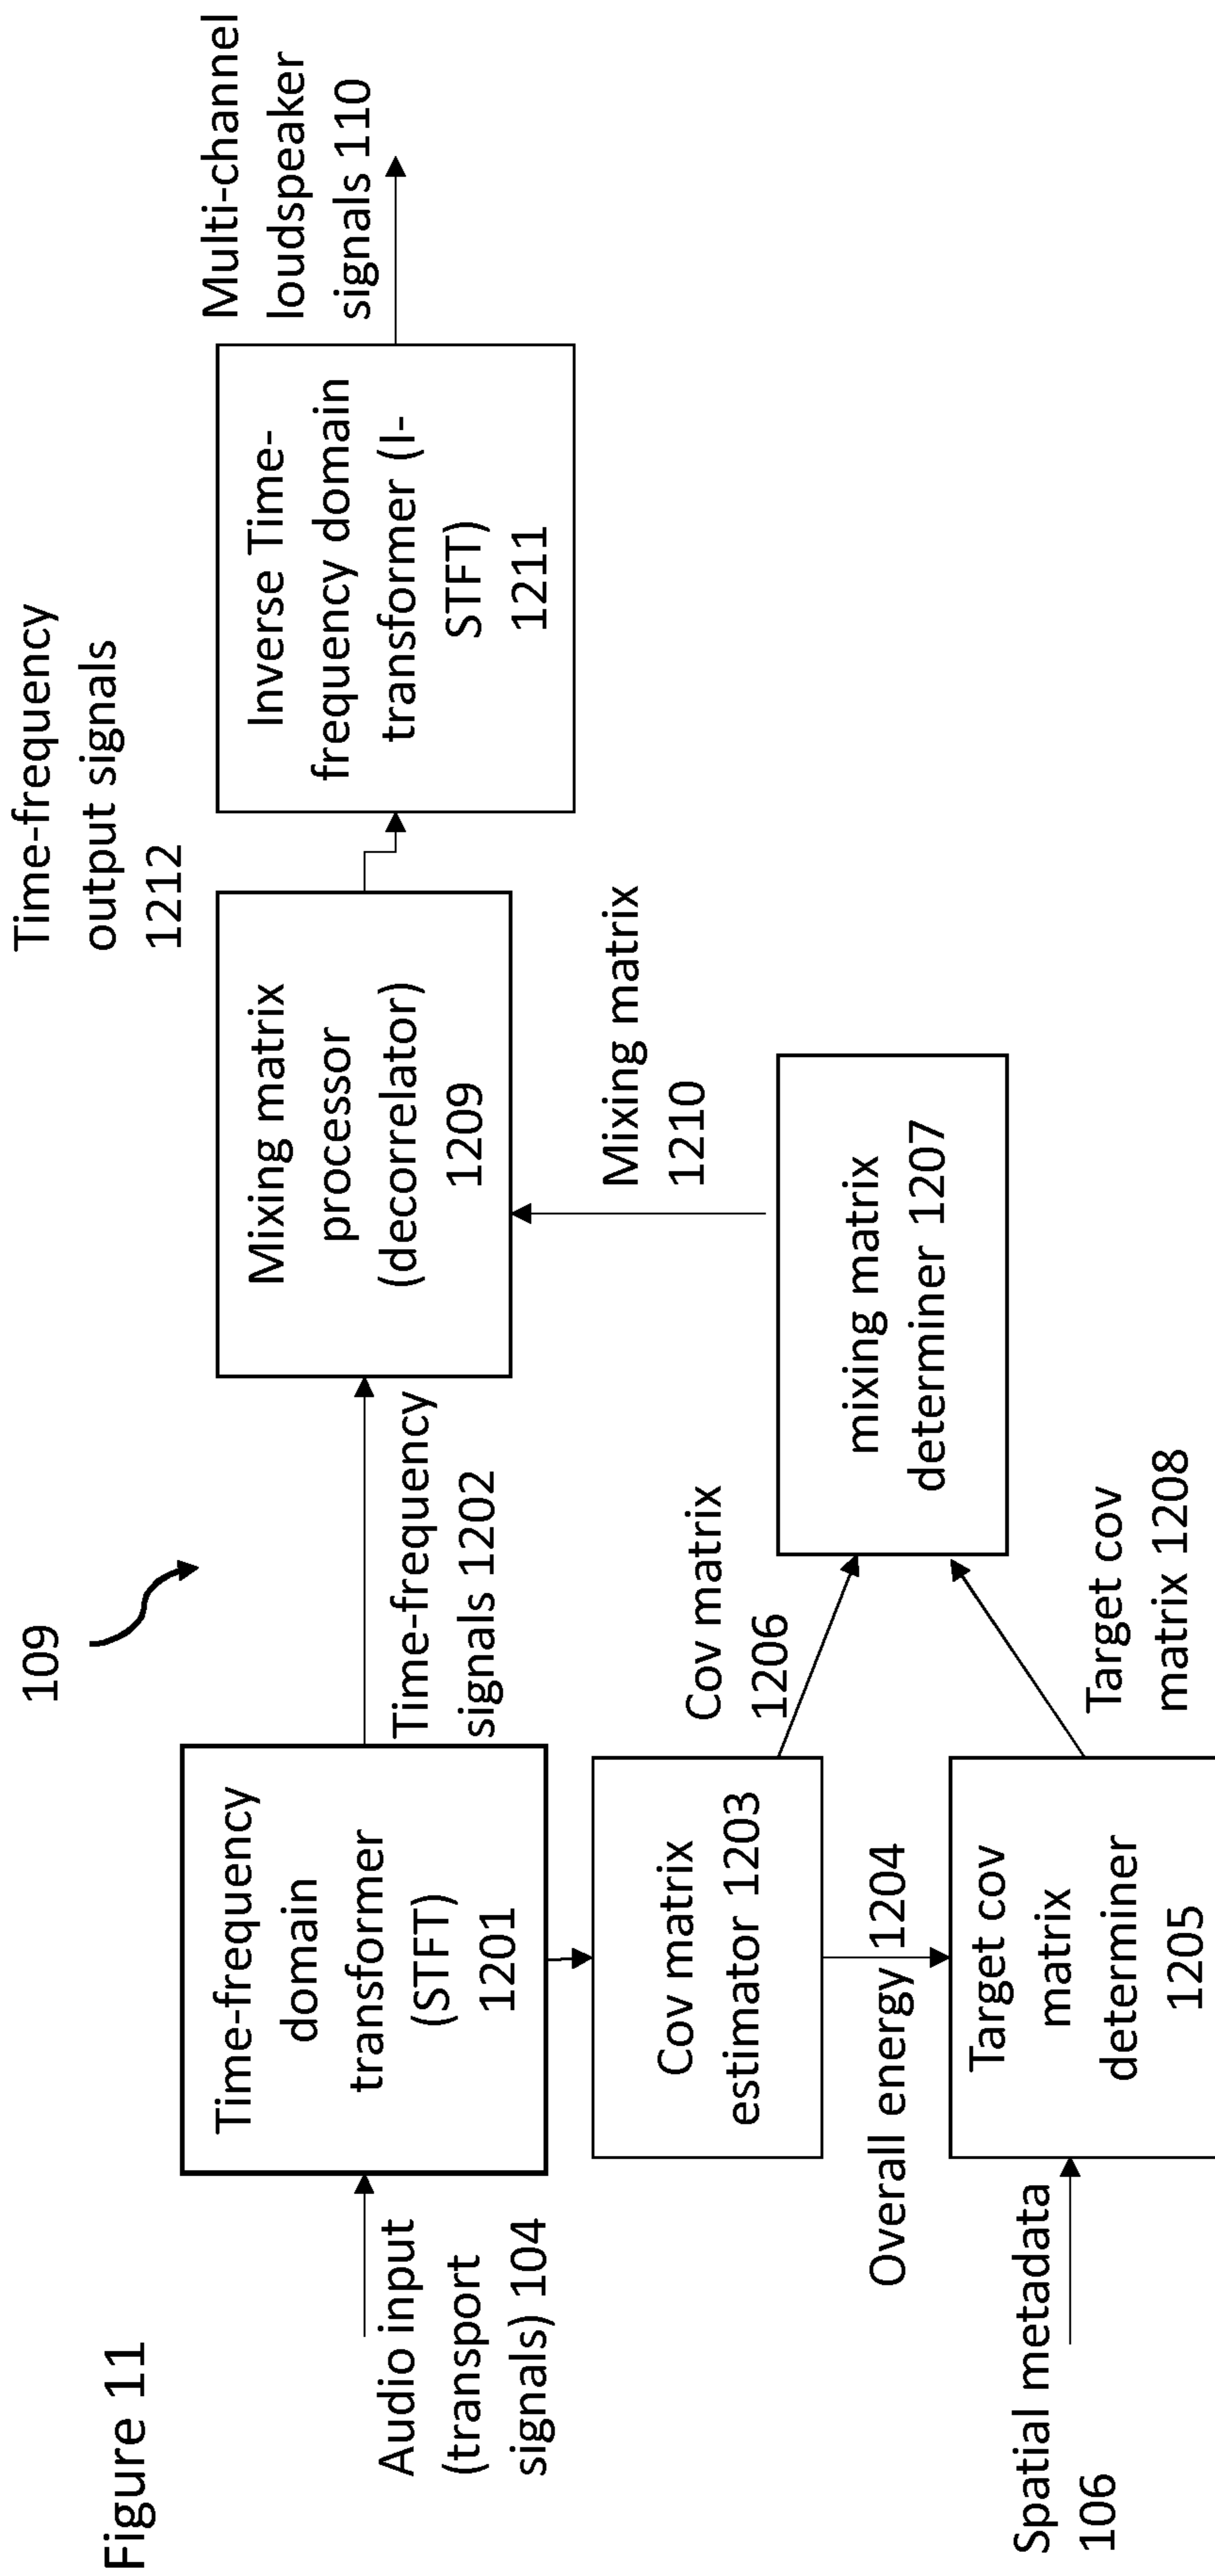 Figure 11
109
Audio input
(transport
signals) 104
Time-frequency
domain
transformer
(STFT)
1201
Time-frequency
signals 1202
Mixing matrix
processor
(decorrelator)
1209
Time-frequency
output signals
1212
Inverse Time-
frequency domain
transformer (I-
STFT)
1211
Multi-channel
loudspeaker
signals 110
Cov matrix
estimator 1203
Cov matrix
1206
Overall energy 1204
mixing matrix
determiner 1207
Mixing matrix
1210
Spatial metadata
106
Target cov
matrix
determiner
1205
Target cov
matrix 1208